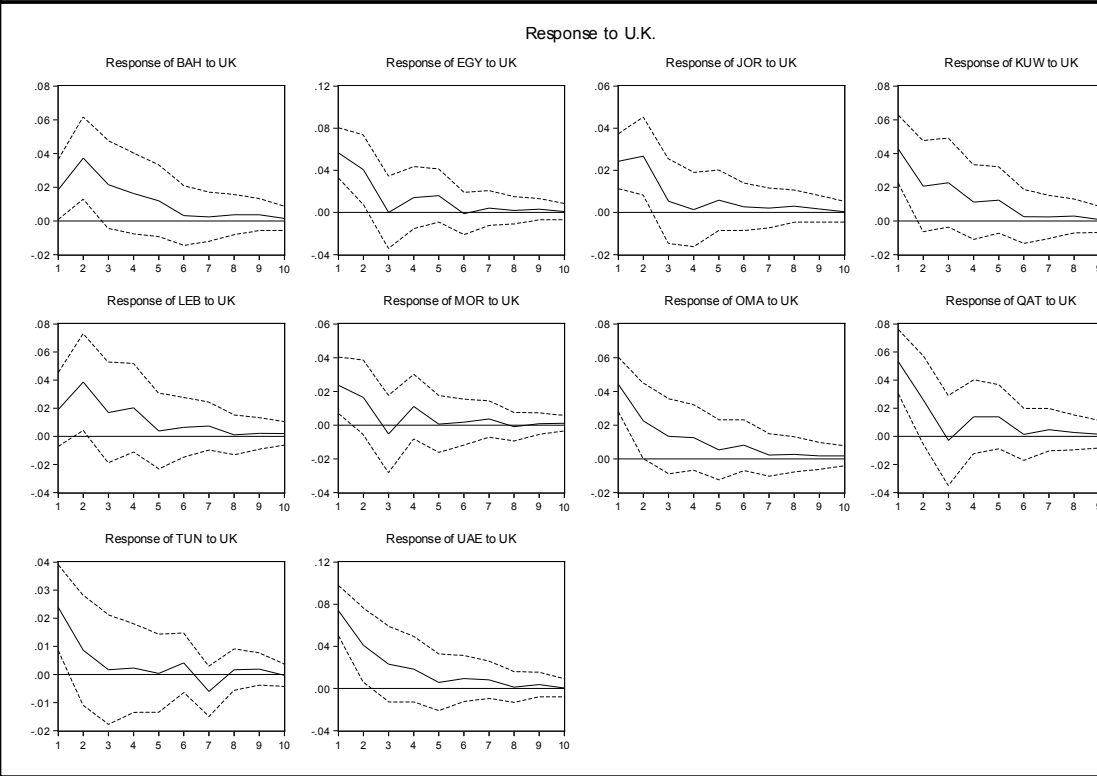 Response to U.K.
Response of BAH to UK
.08
.06
.04
.02
.00
-.02
1 2 3 4 5 6 7 8 9 10
Response of EGY to UK
.12
.08
.04
.00
-.04
1 2 3 4 5 6 7 8 9 10
Response of JOR to UK
.06
.04
.02
.00
-.02
1 2 3 4 5 6 7 8 9 10
Response of KUW to UK
.08
.06
.04
.02
.00
-.02
1 2 3 4 5 6 7 8
Response of LEB to UK
.08
.06
.04
.02
.00
-.02
-.04
1 2 3 4 5 6 7 8 9 10
Response of MOR to UK
.06
.04
.02
.00
-.02
-.04
1 2 3 4 5 6 7 8 9 10
Response of OMA to UK
.08
.06
.04
.02
.00
-.02
1 2 3 4 5 6 7 8 9 10
Response of QAT to UK
.08
.06
.04
.02
.00
-.02
-.04
1 2 3 4 5 6 7 8
Response of TUN to UK
.04
.03
.02
.01
.00
-.01
-.02
1 2 3 4 5 6 7 8 9 10
Response of UAE to UK
.12
.08
.04
.00
-.04
1 2 3 4 5 6 7 8 9 10